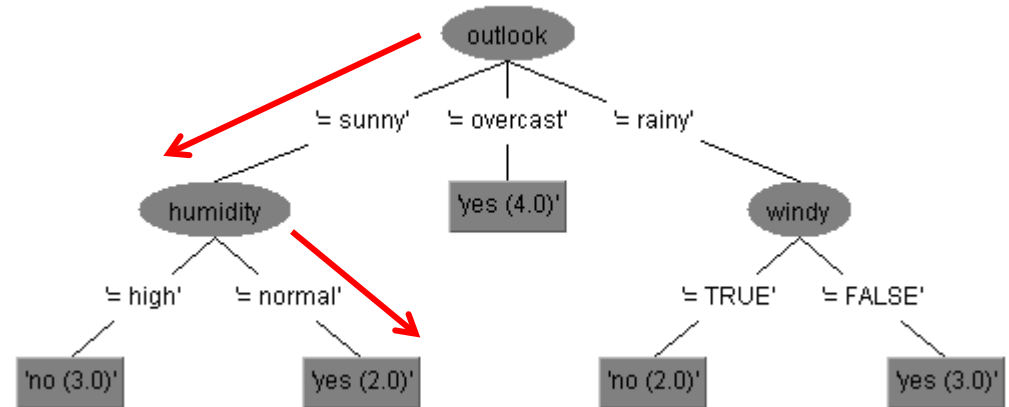 outlook
'= sunny' '= overcast' '= rainy'
'yes (4.0)'
humidity windy
'= high' '= normal' '= TRUE' '= FALSE'
'no (3.0)' 'yes (2.0)' 'no (2.0)' 'yes (3.0)'